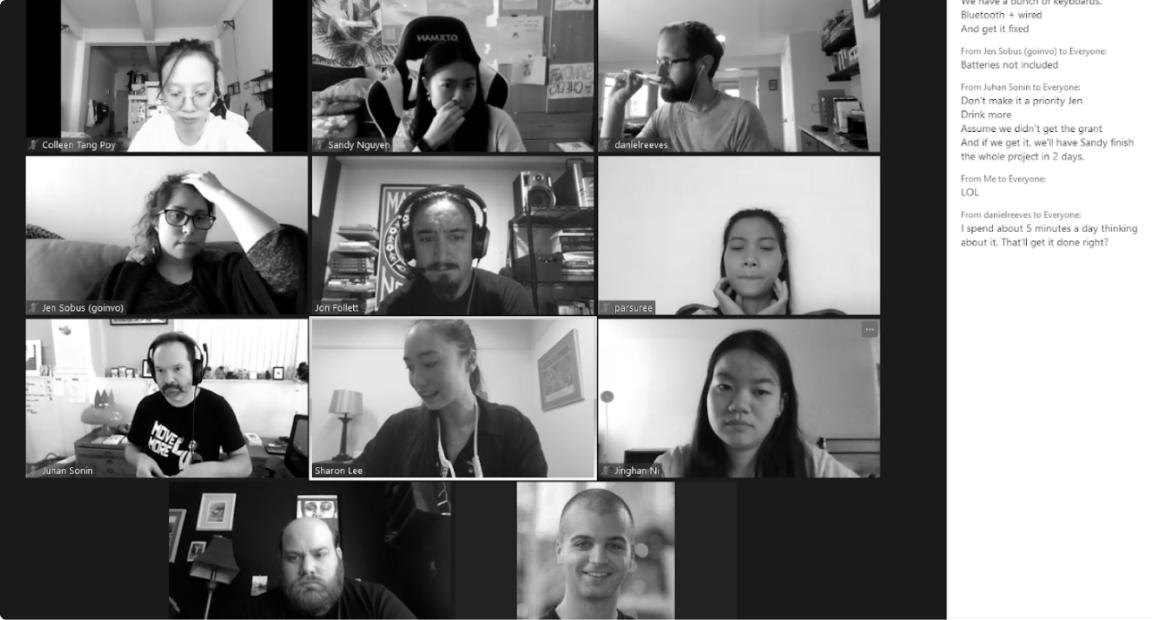 Colleen Tang Poy
Sandy Nguyen
danielreeves
Jen Sobus (goinvo)
Jon Follett
parsuree
MOVE
MORE
Juhan Sonin
Sharon Lee
Jinghan Ni
We have a bunch of keyboards.
Bluetooth + wired
And get it fixed
From Jen Sobus (goinvo) to Everyone:
Batteries not included
From Juhan Sonin to Everyone:
Don't make it a priority Jen
Drink more
Assume we didn't get the grant
And if we get it, we'll have Sandy finish
the whole project in 2 days.
From Me to Everyone:
LOL
From danielreeves to Everyone:
I spend about 5 minutes a day thinking
about it. That'll get it done right?